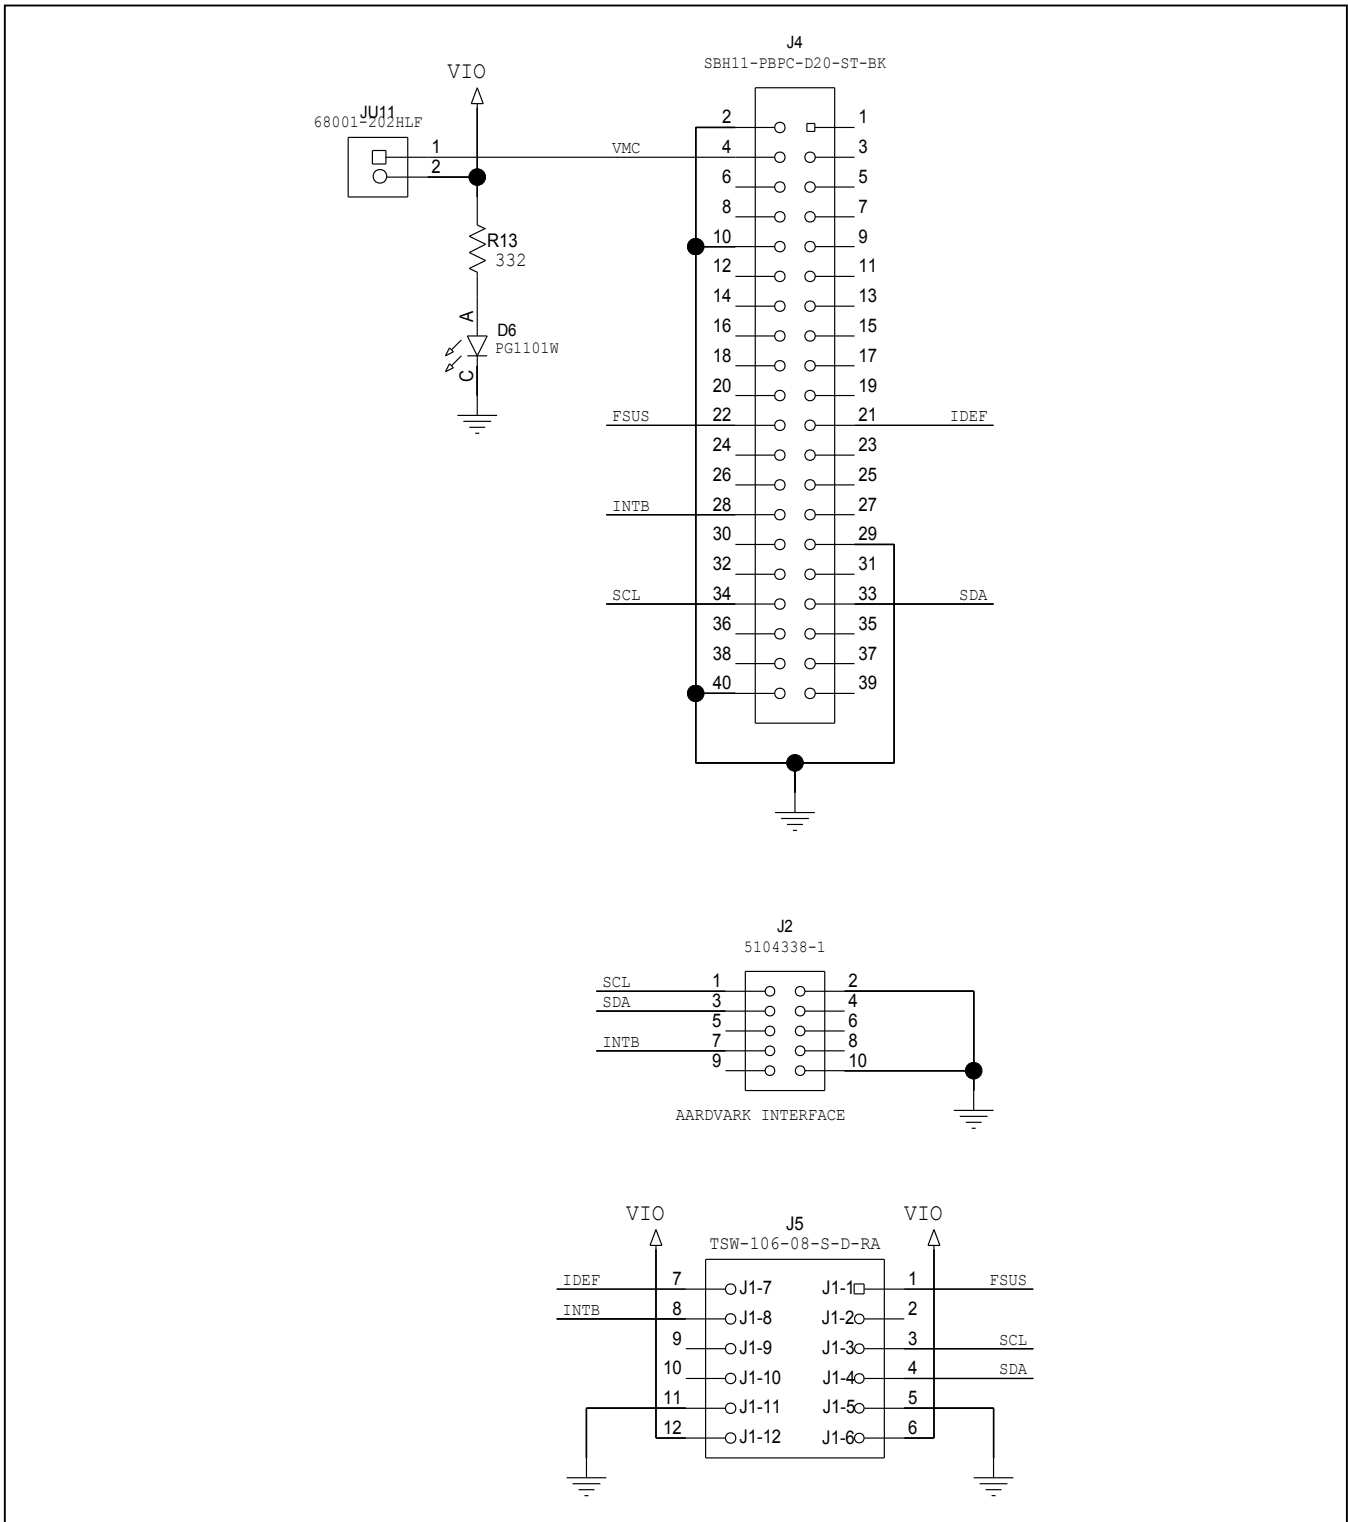 J4
SBH11-PBPC-D20-ST-BK
VIO
JU11
68001-202HLF
1
2
VMC
R13
332
A
D6
PG1101W
C
2 1
4 3
6 5
8 7
10 9
12 11
14 13
16 15
18 17
20 19
FSUS 22 21 IDEF
24 23
26 25
INTB 28 27
30 29
32 31
SCL 34 33 SDA
36 35
38 37
40 39
J2
5104338-1
SCL 1 2
SDA 3 4
5 6
INTB 7 8
9 10
AARDVARK INTERFACE
VIO VIO
J5
TSW-106-08-S-D-RA
IDEF 7 J1-7 J1-1 1 FSUS
INTB 8 J1-8 J1-2 2
9 J1-9 J1-3 3 SCL
10 J1-10 J1-4 4 SDA
11 J1-11 J1-5 5
12 J1-12 J1-6 6